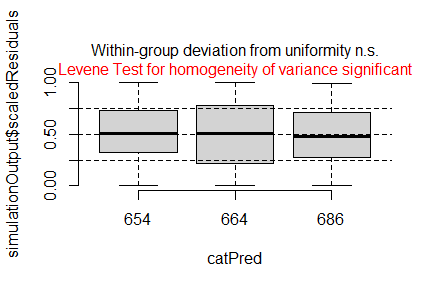 Within-group deviation from uniformity n.s.
Levene Test for homogeneity of variance significant
simulationOutput$scaledResiduals
1.00
0.50
0.00
654 664 686
catPred